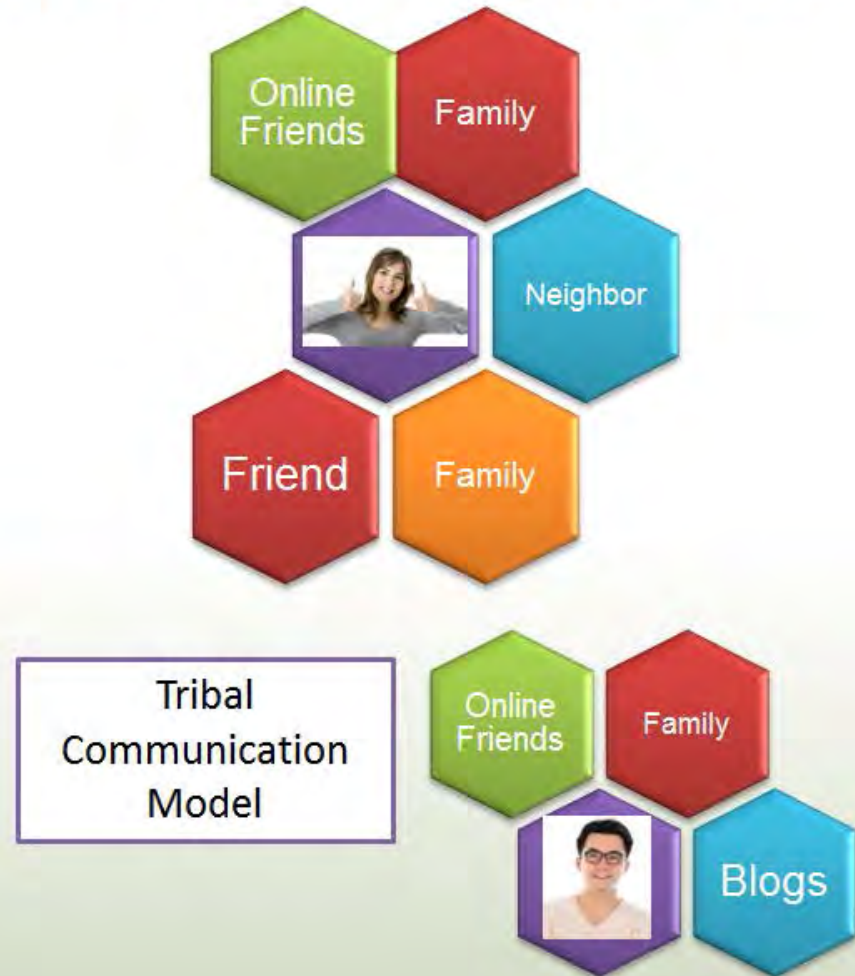 Online
Friends
Family
Neighbor
Friend
Family
Tribal
Communication
Model
Online
Friends
Family
Blogs